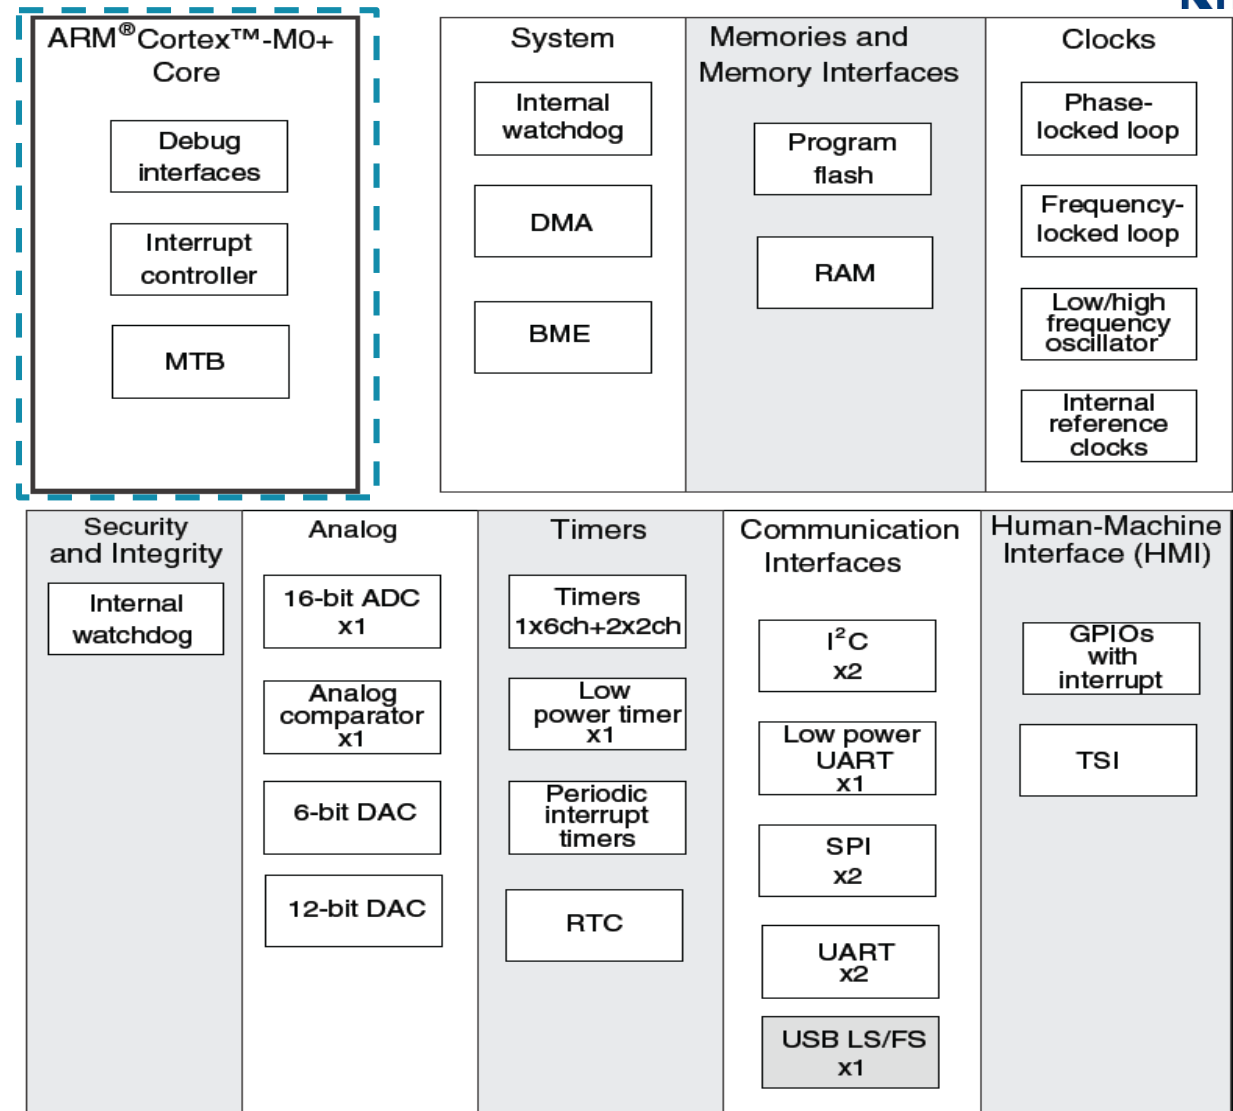 ARM®Cortex™-M0+
Core
Debug
interfaces
Interrupt
controller
MTB
System
Internal
watchdog
DMA
BME
Memories and
Memory Interfaces
Program
flash
RAM
Clocks
Phase-
locked loop
Frequency-
locked loop
Low/high
frequency
oscillator
Internal
reference
clocks
Security
and Integrity
Internal
watchdog
Analog
16-bit ADC
x1
Analog
comparator
x1
6-bit DAC
12-bit DAC
Timers
Timers
1x6ch+2x2ch
Low
power timer
x1
Periodic
interrupt
timers
RTC
Communication
Interfaces
I²C
x2
Low power
UART
x1
SPI
x2
UART
x2
USB LS/FS
x1
Human-Machine
Interface (HMI)
GPIOs
with
interrupt
TSI